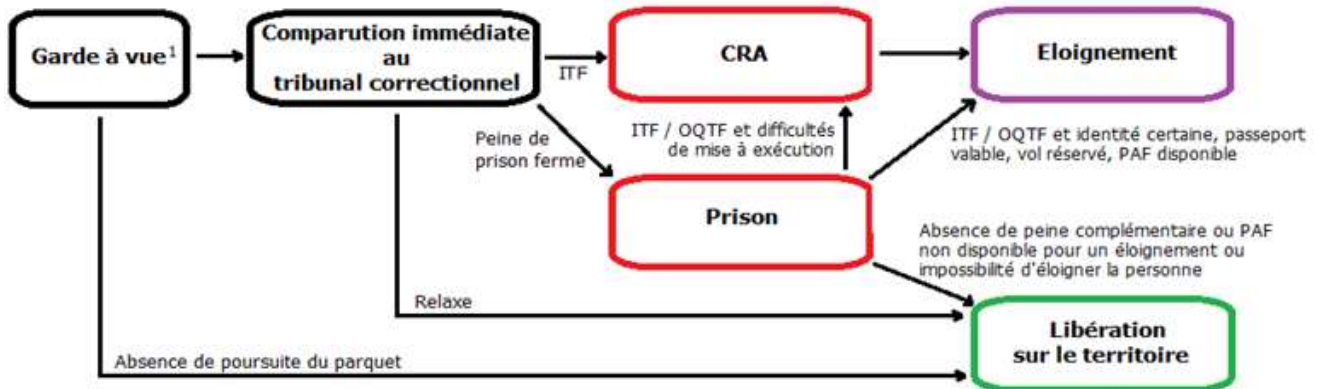 Garde à vue¹
Comparution immédiate
au
tribunal correctionnel
ITF
CRA
Eloignement
Peine de
prison ferme
ITF / OQTF et difficultés
de mise à exécution
ITF / OQTF et identité certaine, passeport
valable, vol réservé, PAF disponible
Prison
Absence de peine complémentaire ou PAF
non disponible pour un éloignement ou
impossibilité d'éloigner la personne
Relaxe
Libération
sur le territoire
Absence de poursuite du parquet